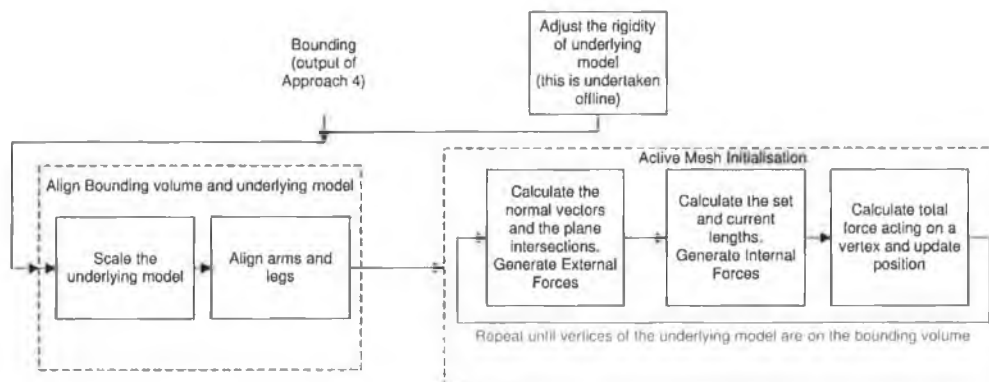 Bounding
(output of
Approach 4)
Adjust the rigidity
of underlying
model
(this is undertaken
offline)
Align Bounding volume and underlying model
Scale the
underlying model
Align arms and
legs
Active Mesh Initialisation
Calculate the
normal vectors
and the plane
intersections.
Generate External
Forces
Calculate the set
and current
lengths.
Generate Internal
Forces
Calculate total
force acting on a
vertex and update
position
Repeat until vertices of the underlying model are on the bounding volume